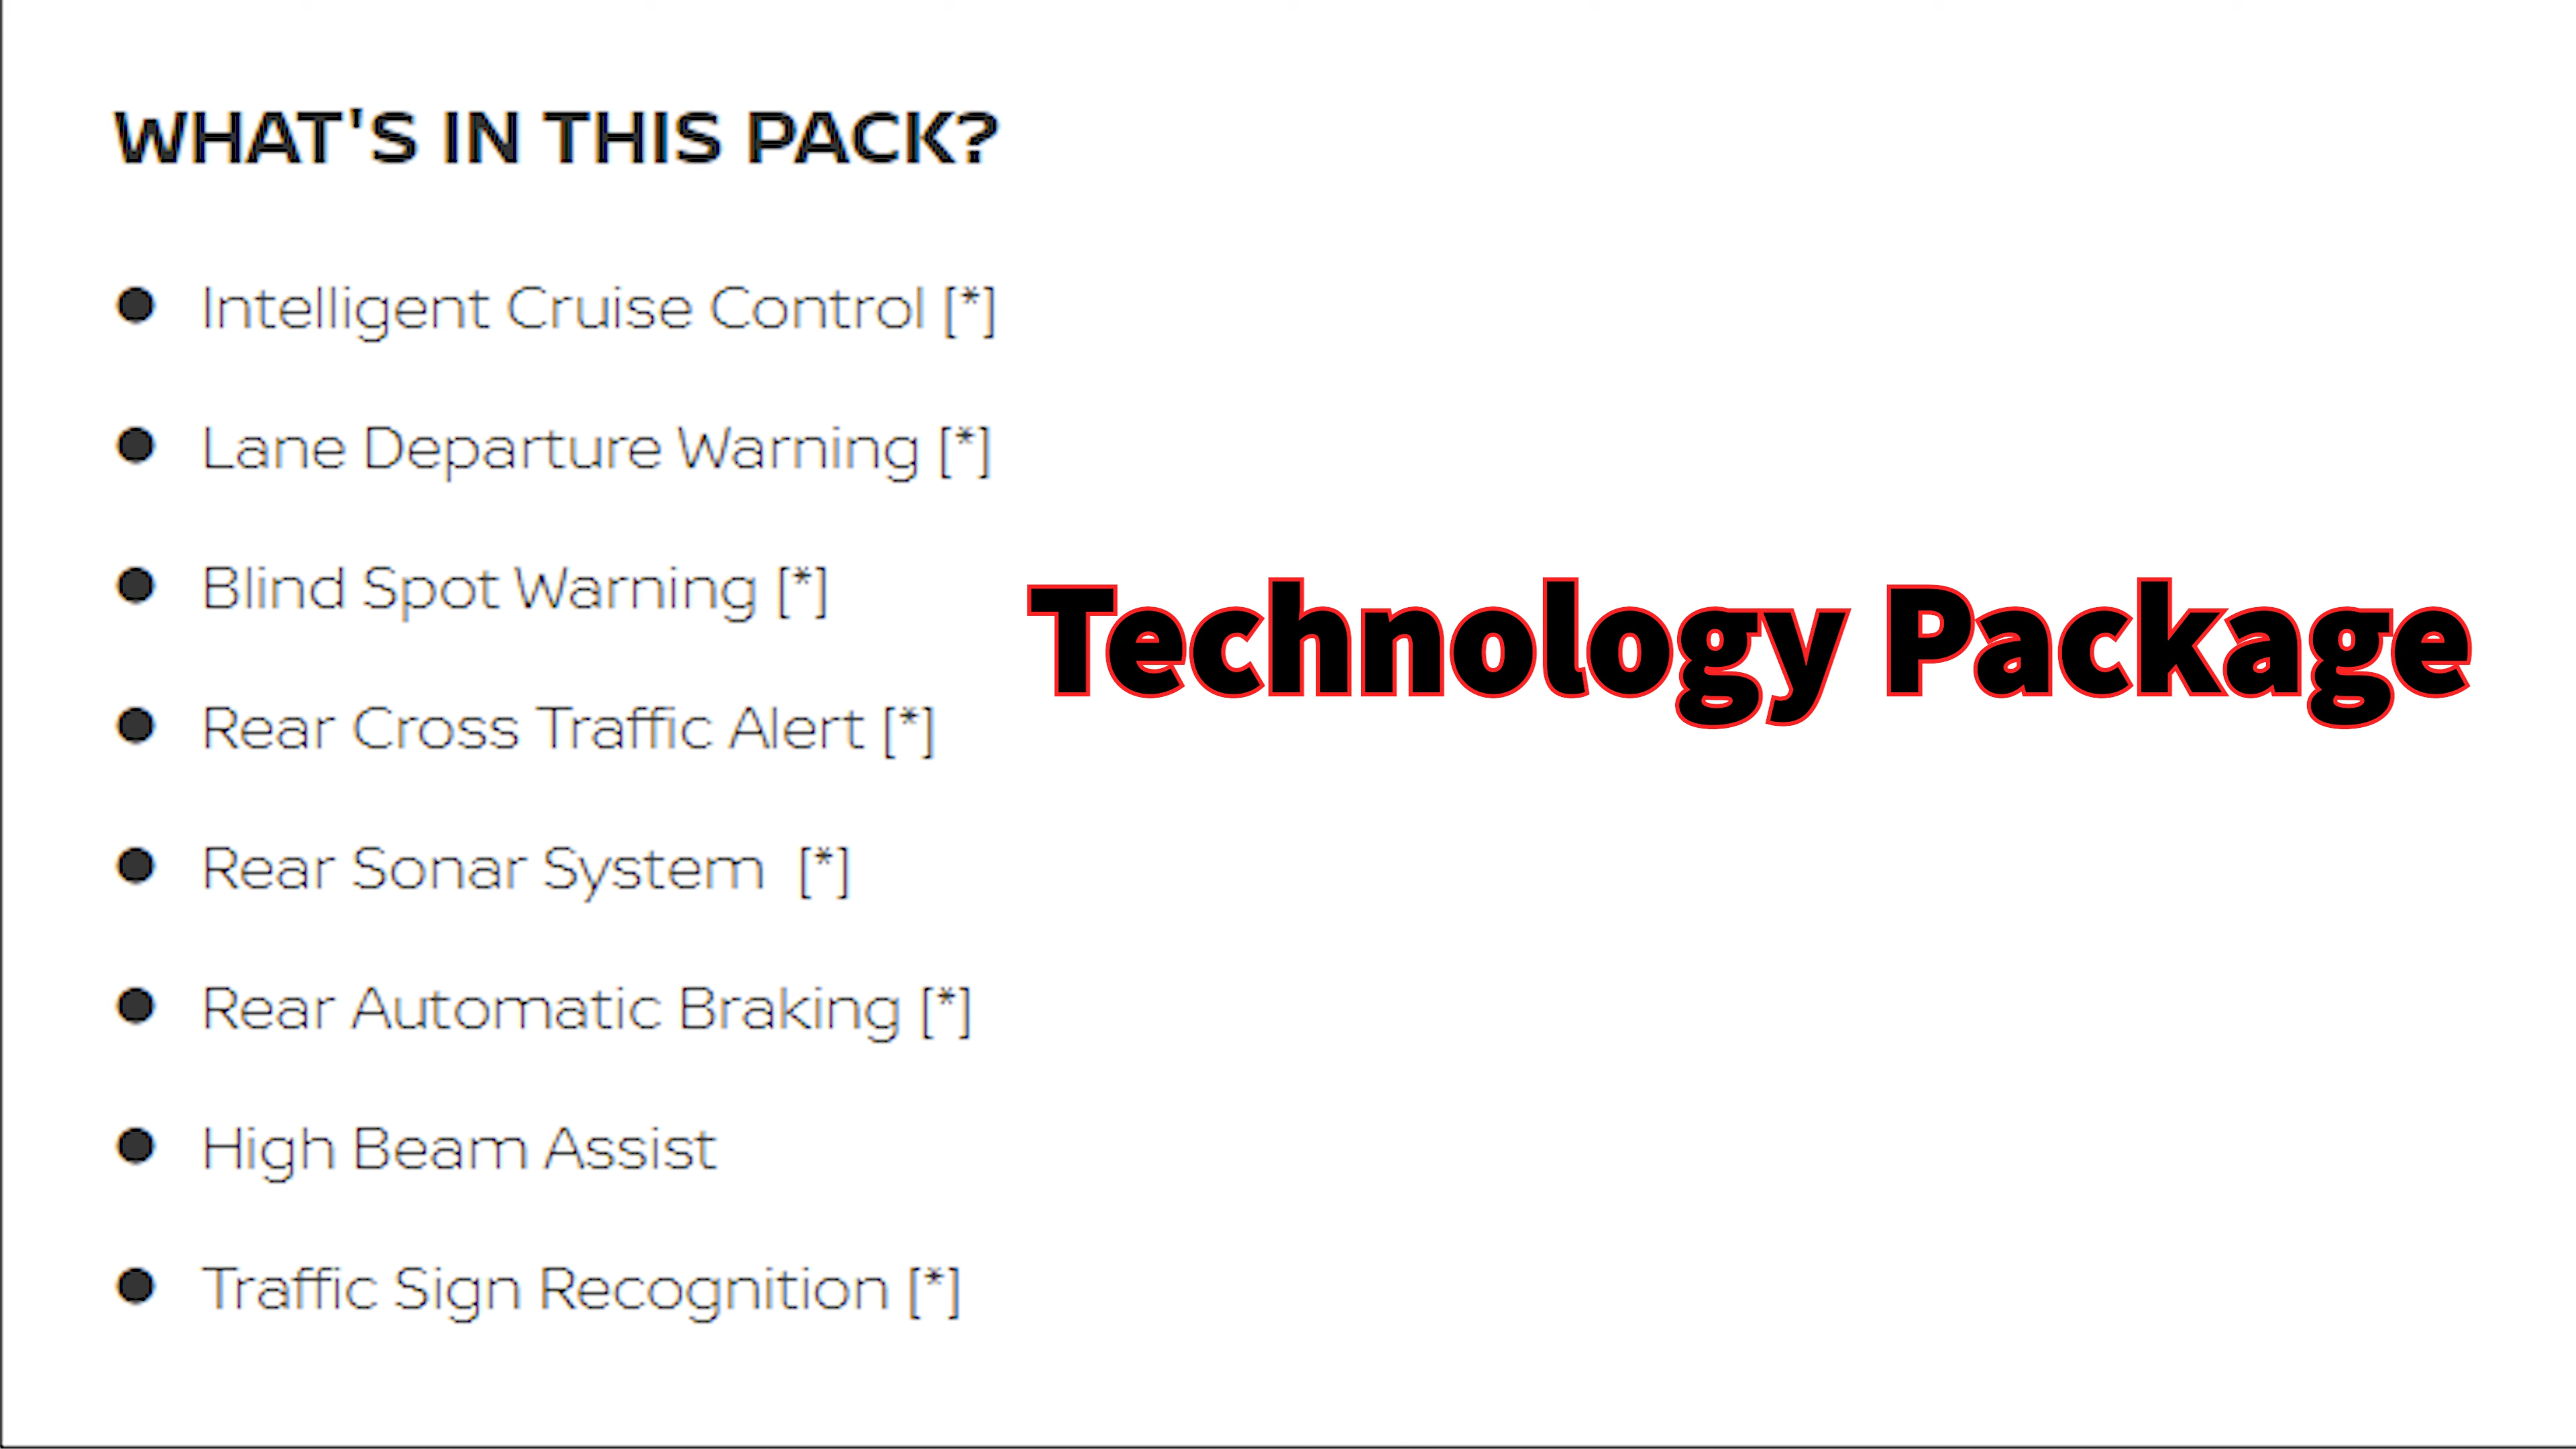 WHAT'S IN THIS PACK?
● Intelligent Cruise Control [*]
● Lane Departure Warning [*]
● Blind Spot Warning [*]
Technology Package
● Rear Cross Traffic Alert [*]
● Rear Sonar System  [*]
● Rear Automatic Braking [*]
● High Beam Assist
● Traffic Sign Recognition [*]